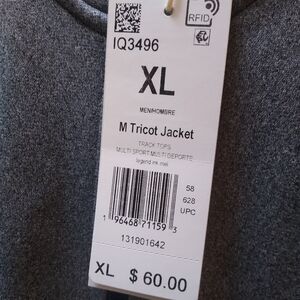 RFID
IQ3496
XL
MEN/HOMBRE
M Tricot Jacket
TRACK TOPS
MULTI SPORT/MULTI DEPORTE
legend ink mel
58
628
UPC
1 96468 71159 3
131901642
XL $ 60.00